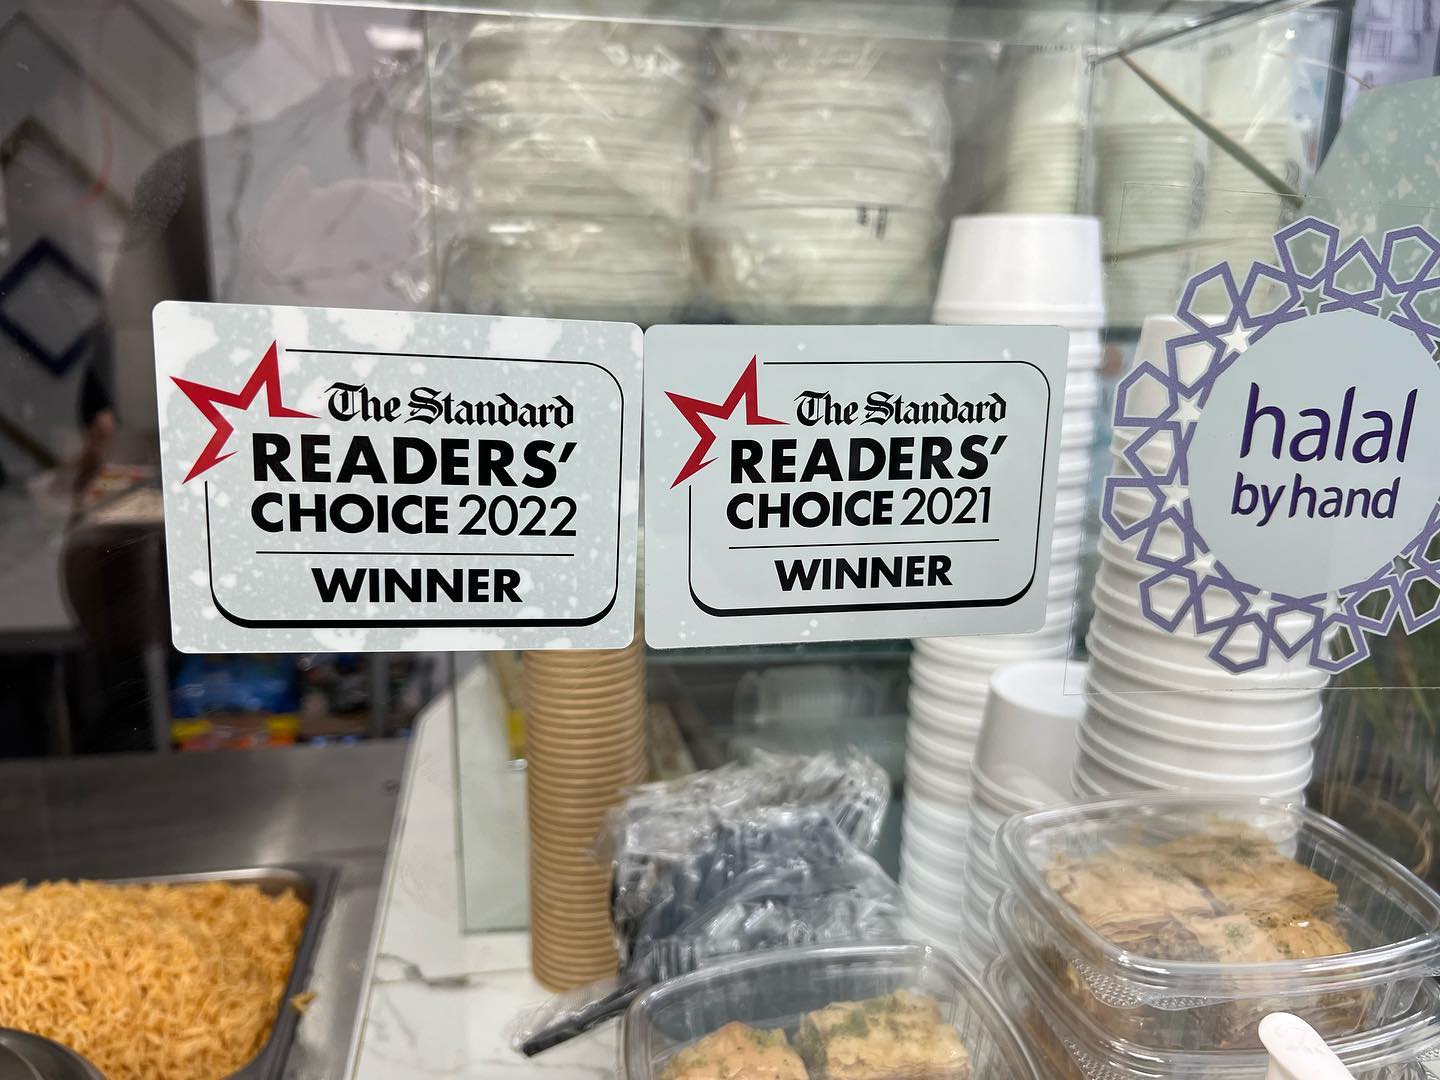 The Standard
READERS'
CHOICE 2022
WINNER
The Standard
READERS'
CHOICE 2021
WINNER
halal
by hand